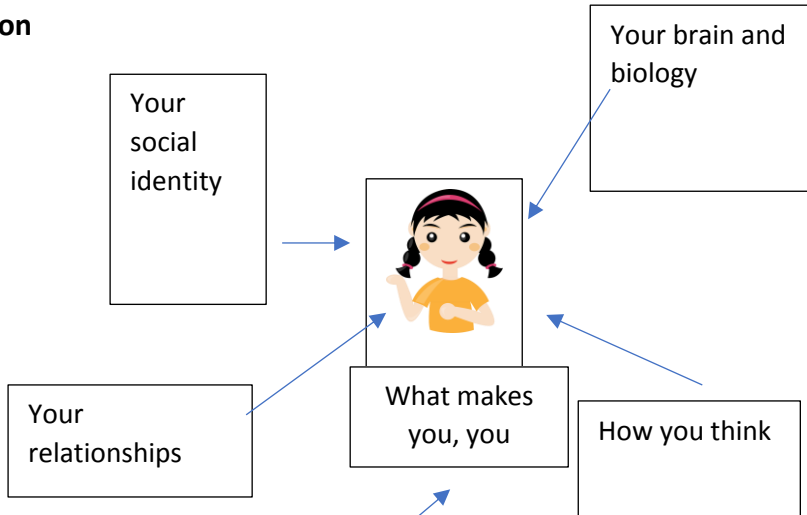 on
Your brain and
biology
Your
social
identity
What makes
you, you
Your
relationships
How you think